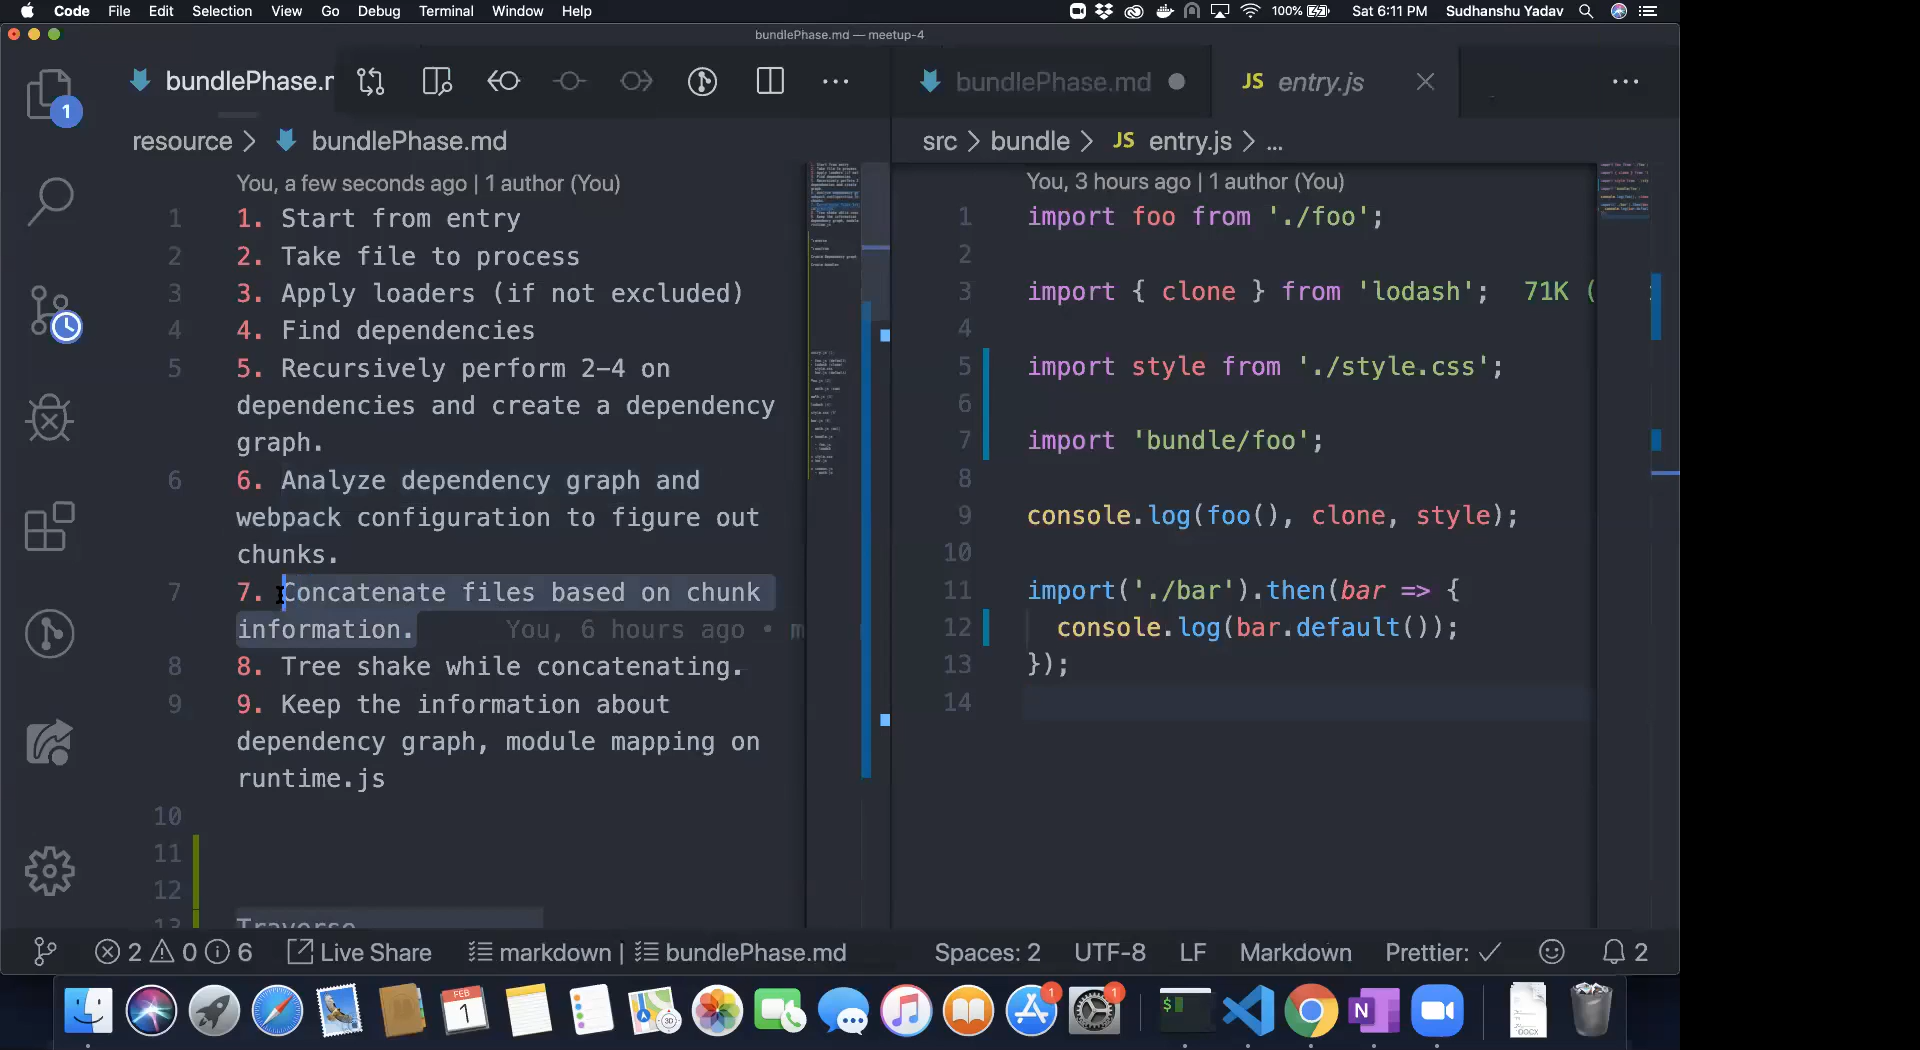 Code File Edit Selection View Go Debug Terminal Window Help 100% Sat 6:11 PM Sudhanshu Yadav
bundlePhase.md — meetup-4
bundlePhase.r
bundlePhase.md
JS entry.js
resource > bundlePhase.md
src > bundle > JS entry.js > ...
1
You, a few seconds ago | 1 author (You)
1 1. Start from entry
2 2. Take file to process
3 3. Apply loaders (if not excluded)
4 4. Find dependencies
5 5. Recursively perform 2-4 on
dependencies and create a dependency
graph.
6 6. Analyze dependency graph and
webpack configuration to figure out
chunks.
7 7. Concatenate files based on chunk
information. You, 6 hours ago • m
8 8. Tree shake while concatenating.
9 9. Keep the information about
dependency graph, module mapping on
runtime.js
10
11
12
13 Traverse
You, 3 hours ago | 1 author (You)
1 import foo from './foo';
2
3 import { clone } from 'lodash'; 71K (
4
5 import style from './style.css';
6
7 import 'bundle/foo';
8
9 console.log(foo(), clone, style);
10
11 import('./bar').then(bar => {
12 console.log(bar.default());
13 });
14
2 0 6 Live Share markdown | bundlePhase.md Spaces: 2 UTF-8 LF Markdown Prettier: ✓ 2
FEB
1
3D
1
1
$
N
DOCX